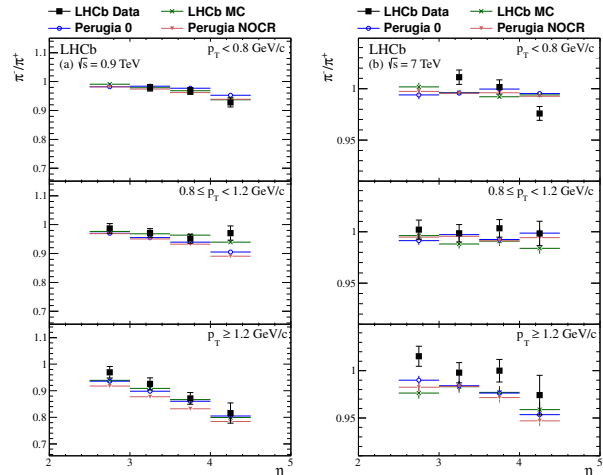 LHCb Data LHCb MC
Perugia 0 Perugia NOCR
π⁻/π⁺
LHCb
(a) √s = 0.9 TeV
p_T < 0.8 GeV/c
1.1
1
0.9
0.8
0.7
0.8 ≤ p_T < 1.2 GeV/c
1.1
1
0.9
0.8
0.7
p_T ≥ 1.2 GeV/c
1.1
1
0.9
0.8
0.7
2 3 4 5
η
LHCb Data LHCb MC
Perugia 0 Perugia NOCR
π⁻/π⁺
LHCb
(b) √s = 7 TeV
p_T < 0.8 GeV/c
1
0.95
0.8 ≤ p_T < 1.2 GeV/c
1
0.95
p_T ≥ 1.2 GeV/c
1
0.95
2 3 4 5
η